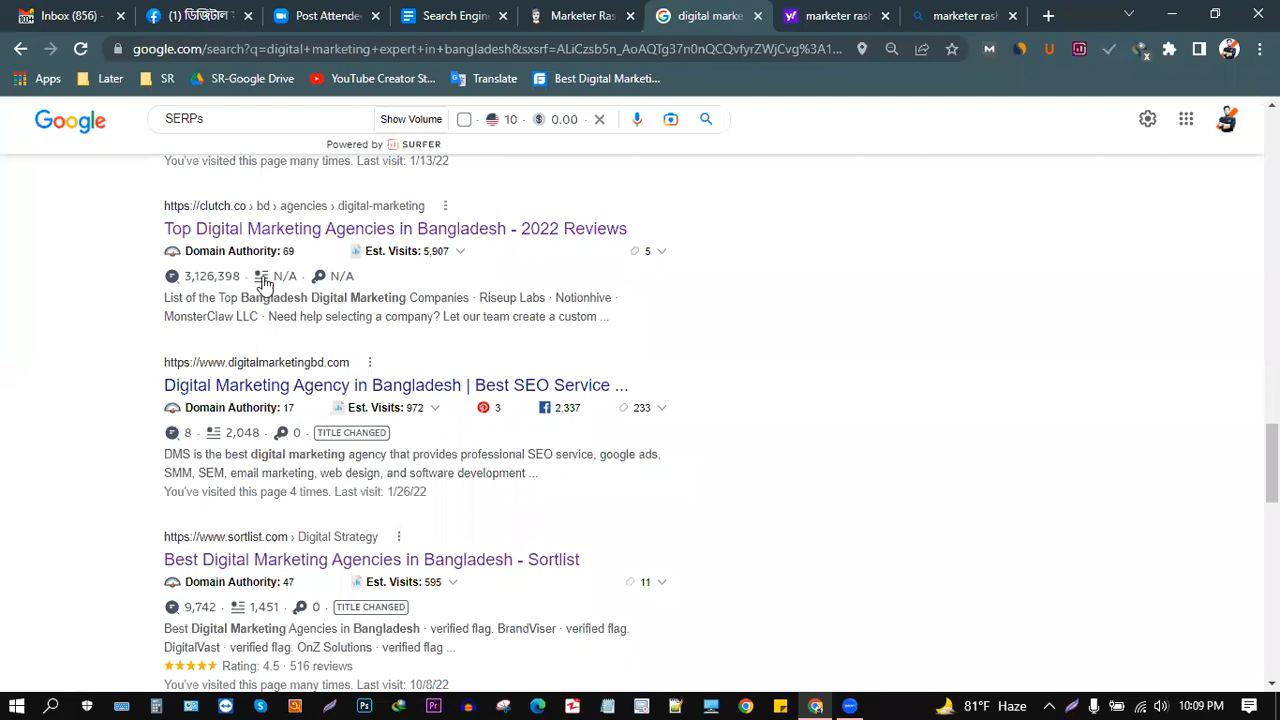 Inbox (856) -
(১) ডিজিটাল
Post Attende
Search Engin
Marketer Ras
digital marke
marketer rash
marketer rash
google.com/search?q=digital+marketing+expert+in+bangladesh&sxsrf=ALiCzsb5n_AoAQTg37n0nQCQvfyrZWjCvg%3A1...
Apps
Later
SR
SR-Google Drive
YouTube Creator St...
Translate
Best Digital Marketi...
Google
SERPs
Show Volume
10
0.00
Powered by SURFER
You've visited this page many times. Last visit: 1/13/22
https://clutch.co › bd › agencies › digital-marketing
Top Digital Marketing Agencies in Bangladesh - 2022 Reviews
Domain Authority: 69 Est. Visits: 5,907 5
3,126,398 · N/A · N/A
List of the Top Bangladesh Digital Marketing Companies · Riseup Labs · Notionhive ·
MonsterClaw LLC · Need help selecting a company? Let our team create a custom ...
https://www.digitalmarketingbd.com
Digital Marketing Agency in Bangladesh | Best SEO Service ...
Domain Authority: 17 Est. Visits: 972 3 2,337 233
8 · 2,048 · 0 · TITLE CHANGED
DMS is the best digital marketing agency that provides professional SEO service, google ads,
SMM, SEM, email marketing, web design, and software development ...
You've visited this page 4 times. Last visit: 1/26/22
https://www.sortlist.com › Digital Strategy
Best Digital Marketing Agencies in Bangladesh - Sortlist
Domain Authority: 47 Est. Visits: 595 11
9,742 · 1,451 · 0 · TITLE CHANGED
Best Digital Marketing Agencies in Bangladesh · verified flag. BrandViser · verified flag.
DigitalVast · verified flag. OnZ Solutions · verified flag ...
Rating: 4.5 · 516 reviews
You've visited this page many times. Last visit: 10/8/22
81°F Haze
10:09 PM